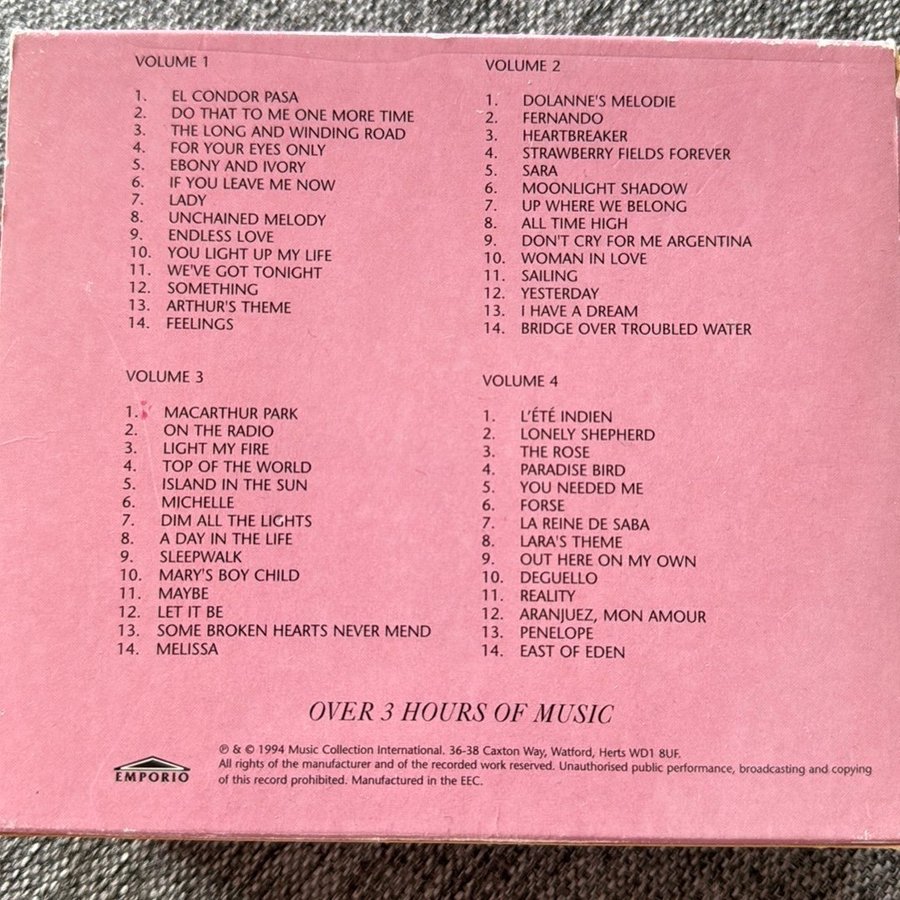 VOLUME 1
1. EL CONDOR PASA
2. DO THAT TO ME ONE MORE TIME
3. THE LONG AND WINDING ROAD
4. FOR YOUR EYES ONLY
5. EBONY AND IVORY
6. IF YOU LEAVE ME NOW
7. LADY
8. UNCHAINED MELODY
9. ENDLESS LOVE
10. YOU LIGHT UP MY LIFE
11. WE'VE GOT TONIGHT
12. SOMETHING
13. ARTHUR'S THEME
14. FEELINGS
VOLUME 2
1. DOLANNE'S MELODIE
2. FERNANDO
3. HEARTBREAKER
4. STRAWBERRY FIELDS FOREVER
5. SARA
6. MOONLIGHT SHADOW
7. UP WHERE WE BELONG
8. ALL TIME HIGH
9. DON'T CRY FOR ME ARGENTINA
10. WOMAN IN LOVE
11. SAILING
12. YESTERDAY
13. I HAVE A DREAM
14. BRIDGE OVER TROUBLED WATER
VOLUME 3
1. MACARTHUR PARK
2. ON THE RADIO
3. LIGHT MY FIRE
4. TOP OF THE WORLD
5. ISLAND IN THE SUN
6. MICHELLE
7. DIM ALL THE LIGHTS
8. A DAY IN THE LIFE
9. SLEEPWALK
10. MARY'S BOY CHILD
11. MAYBE
12. LET IT BE
13. SOME BROKEN HEARTS NEVER MEND
14. MELISSA
VOLUME 4
1. L'ÉTÉ INDIEN
2. LONELY SHEPHERD
3. THE ROSE
4. PARADISE BIRD
5. YOU NEEDED ME
6. FORSE
7. LA REINE DE SABA
8. LARA'S THEME
9. OUT HERE ON MY OWN
10. DEGUELLO
11. REALITY
12. ARANJUEZ, MON AMOUR
13. PENELOPE
14. EAST OF EDEN
OVER 3 HOURS OF MUSIC
EMPORIO
℗ & © 1994 Music Collection International. 36-38 Caxton Way, Watford, Herts WD1 8UF.
All rights of the manufacturer and of the recorded work reserved. Unauthorised public performance, broadcasting and copying
of this record prohibited. Manufactured in the EEC.